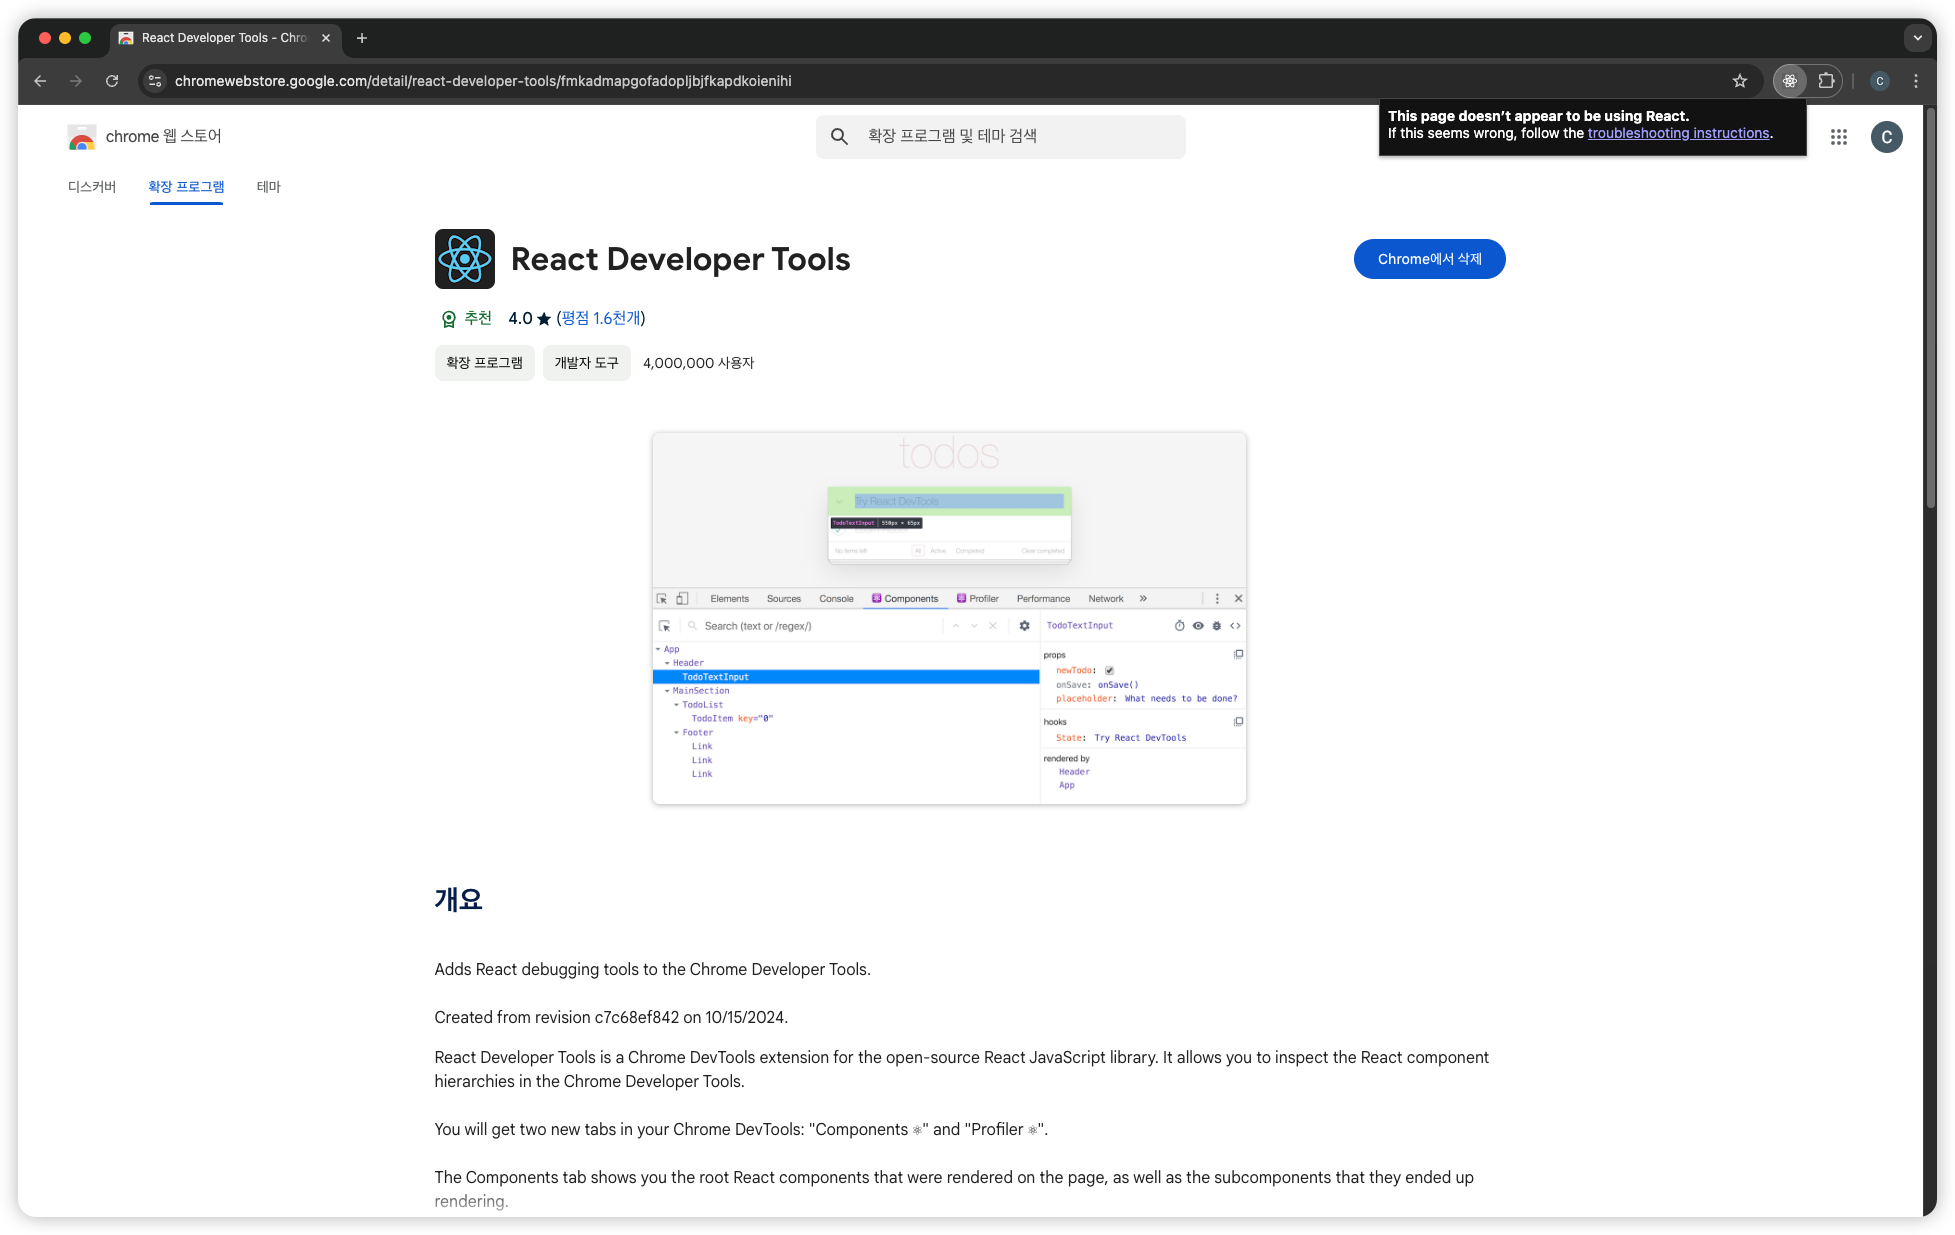 React Developer Tools - Chro
chromewebstore.google.com/detail/react-developer-tools/fmkadmapgofadopljbjfkapdkoienihi
C
This page doesn’t appear to be using React.
If this seems wrong, follow the troubleshooting instructions.
chrome 웹 스토어
확장 프로그램 및 테마 검색
C
디스커버
확장 프로그램
테마
React Developer Tools
Chrome에서 삭제
추천
4.0 ★ (평점 1.6천개)
확장 프로그램
개발자 도구
4,000,000 사용자
todos
Try React DevTools
TodoTextInput | 550px × 65px
No items left
All
Active
Completed
Clear completed
Elements
Sources
Console
Components
Profiler
Performance
Network
Search (text or /regex/)
TodoTextInput
App
Header
TodoTextInput
MainSection
TodoList
TodoItem key="0"
Footer
Link
Link
Link
props
newTodo:
onSave: onSave()
placeholder: What needs to be done?
hooks
State: Try React DevTools
rendered by
Header
App
개요
Adds React debugging tools to the Chrome Developer Tools.
Created from revision c7c68ef842 on 10/15/2024.
React Developer Tools is a Chrome DevTools extension for the open-source React JavaScript library. It allows you to inspect the React component
hierarchies in the Chrome Developer Tools.
You will get two new tabs in your Chrome DevTools: "Components ⚛" and "Profiler ⚛".
The Components tab shows you the root React components that were rendered on the page, as well as the subcomponents that they ended up
rendering.